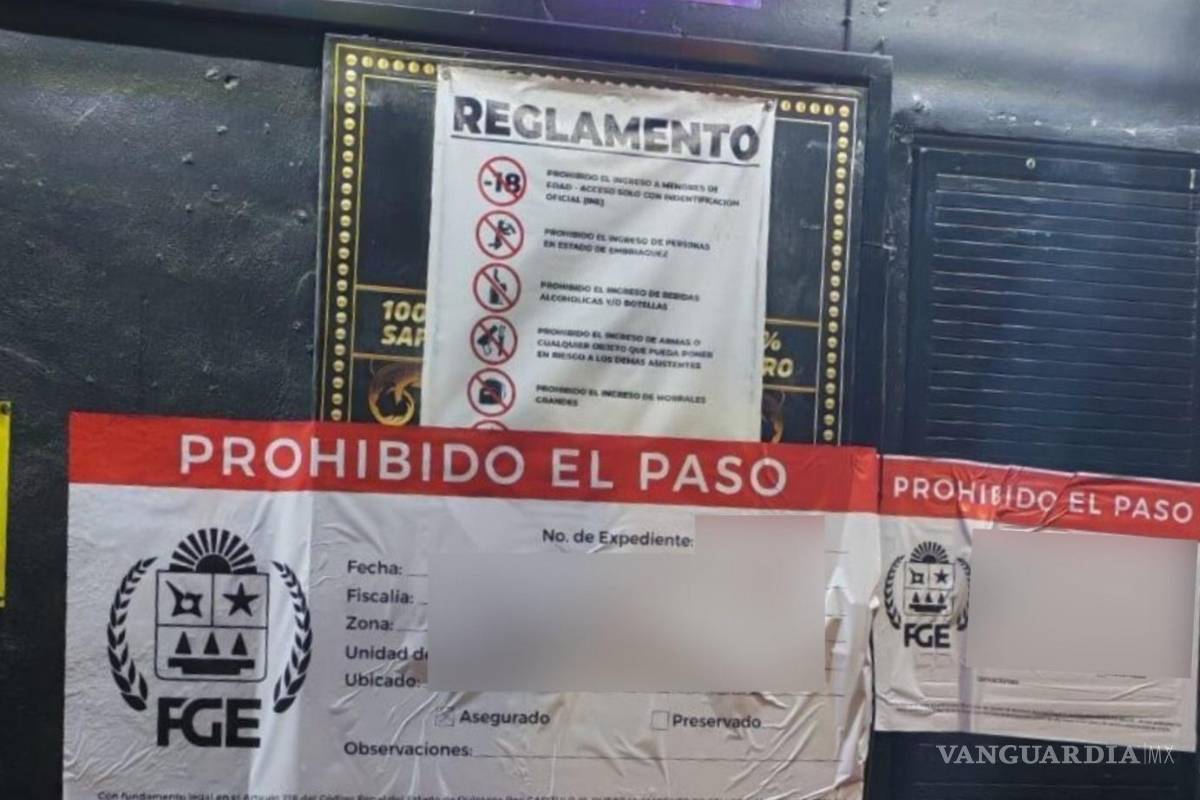 REGLAMENTO
-18
PROHIBIDO EL INGRESO A MENORES DE
EDAD - ACCESO SOLO CON INDENTIFICACIÓN
OFICIAL (INE)
PROHIBIDO EL INGRESO DE PERSONAS
EN ESTADO DE EMBRIAGUEZ
PROHIBIDO EL INGRESO DE BEBIDAS
ALCOHOLICAS Y/O BOTELLAS
PROHIBIDO EL INGRESO DE ARMAS O
CUALQUIER OBJETO QUE PUEDA PONER
EN RIESGO A LOS DEMAS ASISTENTES
PROHIBIDO EL INGRESO DE MORRALES
GRANDES
100
%
PROHIBIDO EL PASO
No. de Expediente:
Fecha:
Fiscalía:
Zona:
Unidad de
Ubicado:
Asegurado Preservado
Observaciones:
FGE
PROHIBIDO EL PASO
FGE
VANGUARDIA|MX